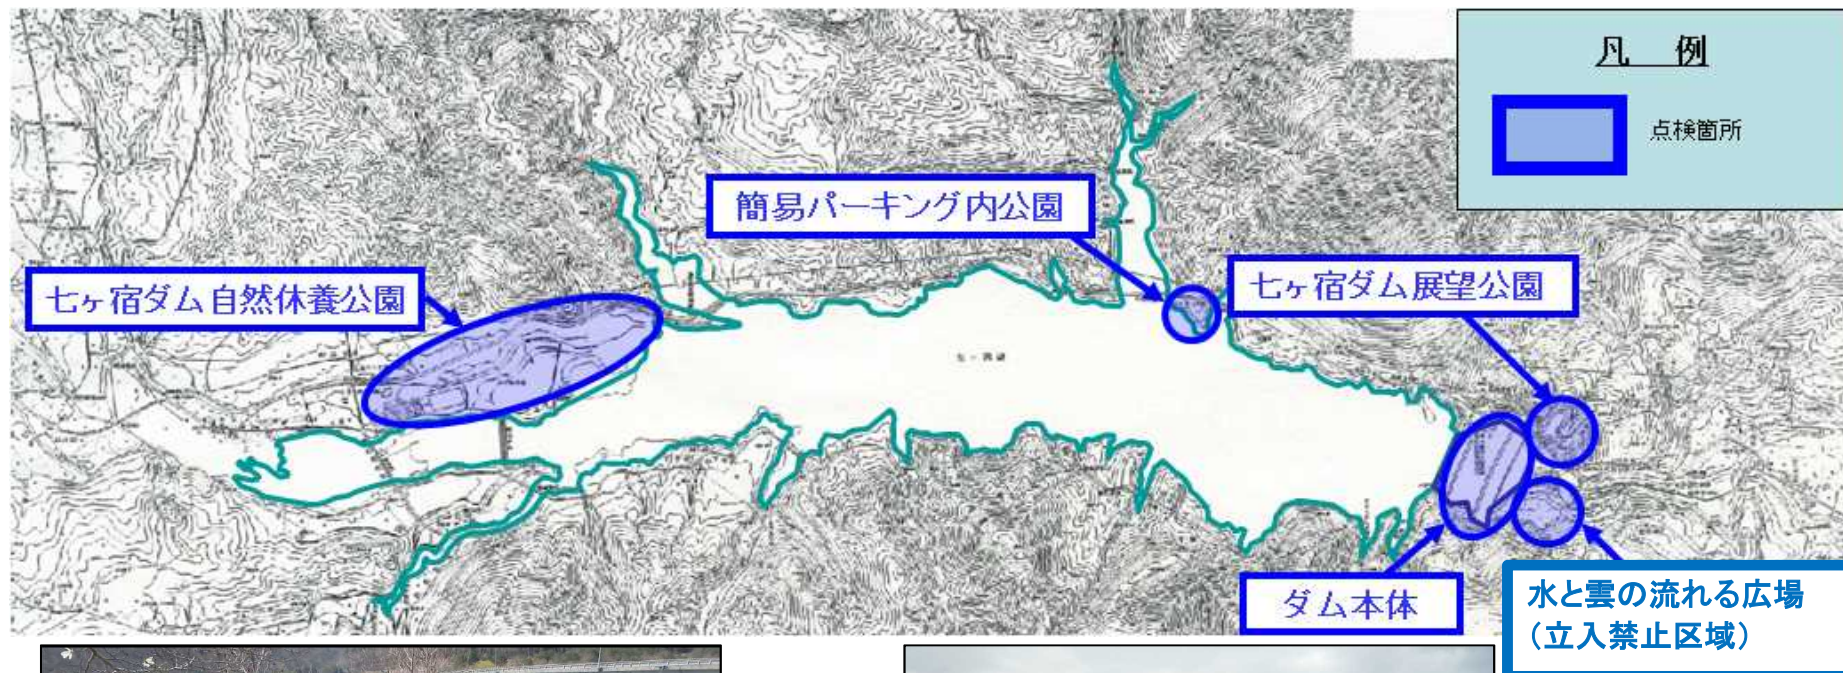 凡 例
点検箇所
簡易パーキング内公園
七ヶ宿ダム自然休養公園
七ヶ宿ダム展望公園
ダム本体
水と雲の流れる広場
（立入禁止区域）